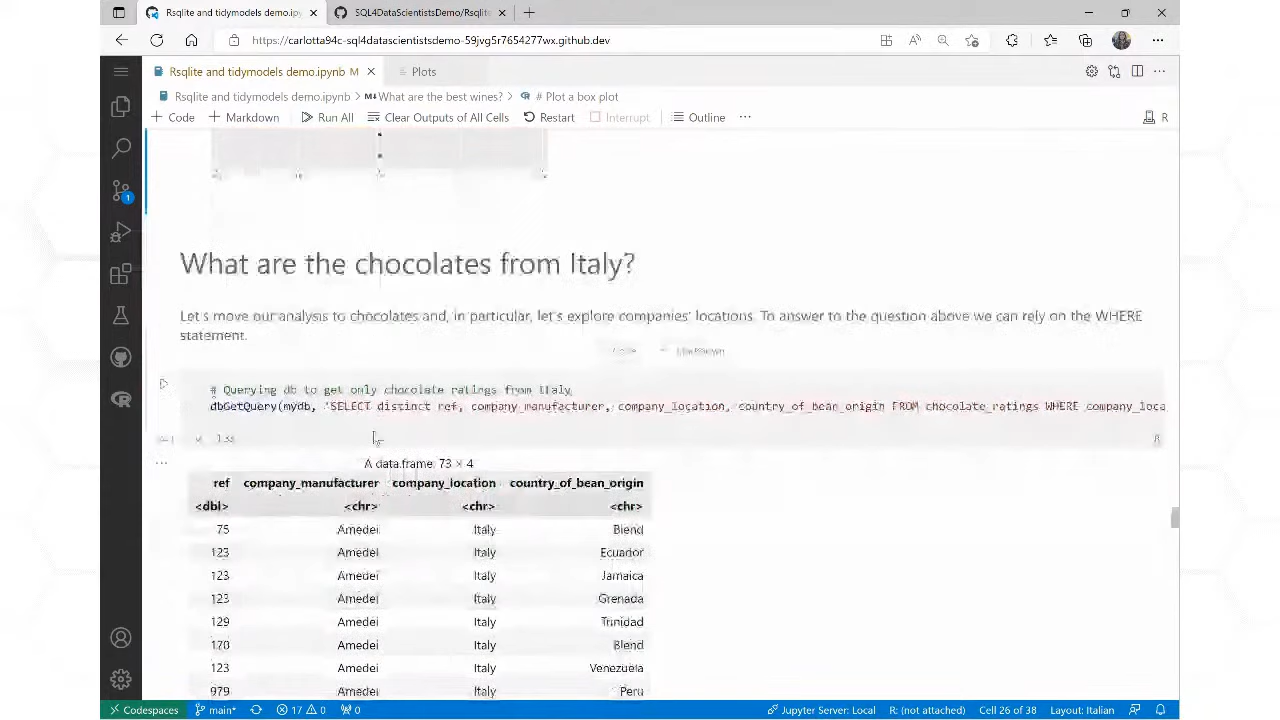 Rsqlite and tidymodels demo.ipy
SQL4DataScientistsDemo/Rsqlite
https://carlotta94c-sql4datascientistsdemo-59jvg5r7654277wx.github.dev
Rsqlite and tidymodels demo.ipynb M
Plots
Rsqlite and tidymodels demo.ipynb > M↓What are the best wines? > # Plot a box plot
+ Code + Markdown Run All Clear Outputs of All Cells Restart Interrupt Outline ... R
1
What are the chocolates from Italy?
Let's move our analysis to chocolates and, in particular, let's explore companies' locations. To answer to the question above we can rely on the WHERE
statement.
# Querying db to get only chocolate ratings from Italy
dbGetQuery(mydb, 'SELECT distinct ref, company_manufacturer, company_location, country_of_bean_origin FROM chocolate_ratings WHERE company_loca
R
A data.frame: 73 × 4
ref company_manufacturer company_location country_of_bean_origin
<dbl> <chr> <chr> <chr>
75 Amedei Italy Blend
123 Amedei Italy Ecuador
123 Amedei Italy Jamaica
123 Amedei Italy Grenada
129 Amedei Italy Trinidad
170 Amedei Italy Blend
123 Amedei Italy Venezuela
979 Amedei Italy Peru
Codespaces main* 17 0 0 Jupyter Server: Local R: (not attached) Cell 26 of 38 Layout: Italian